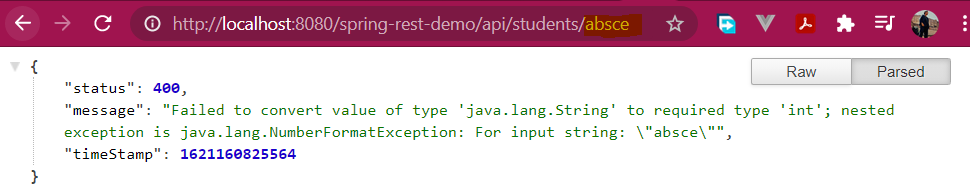 http://localhost:8080/spring-rest-demo/api/students/absce
Raw
Parsed
{
"status": 400,
"message": "Failed to convert value of type 'java.lang.String' to required type 'int'; nested
exception is java.lang.NumberFormatException: For input string: \"absce\"",
"timeStamp": 1621160825564
}